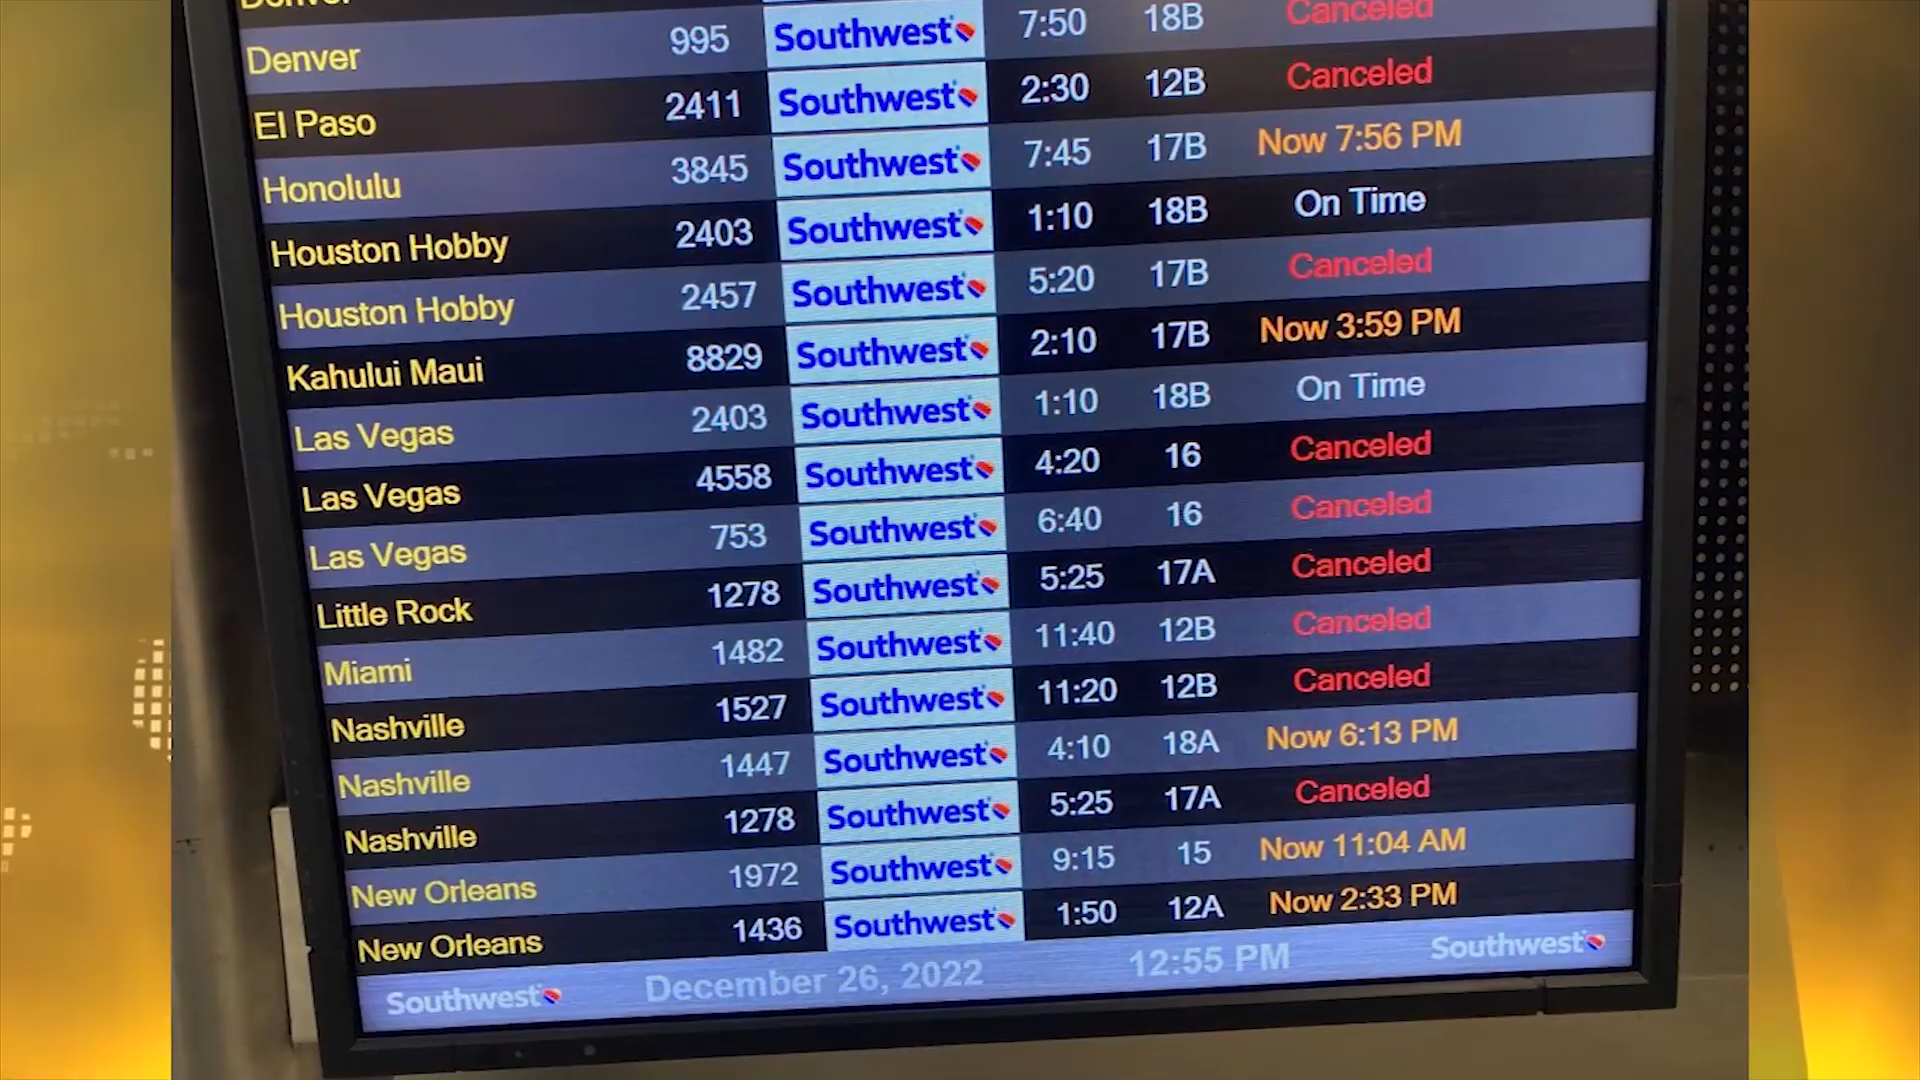 Denver
Denver 995 Southwest 7:50 18B Canceled
El Paso 2411 Southwest 2:30 12B Canceled
Honolulu 3845 Southwest 7:45 17B Now 7:56 PM
Houston Hobby 2403 Southwest 1:10 18B On Time
Houston Hobby 2457 Southwest 5:20 17B Canceled
Kahului Maui 8829 Southwest 2:10 17B Now 3:59 PM
Las Vegas 2403 Southwest 1:10 18B On Time
Las Vegas 4558 Southwest 4:20 16 Canceled
Las Vegas 753 Southwest 6:40 16 Canceled
Little Rock 1278 Southwest 5:25 17A Canceled
Miami 1482 Southwest 11:40 12B Canceled
Nashville 1527 Southwest 11:20 12B Canceled
Nashville 1447 Southwest 4:10 18A Now 6:13 PM
Nashville 1278 Southwest 5:25 17A Canceled
New Orleans 1972 Southwest 9:15 15 Now 11:04 AM
New Orleans 1436 Southwest 1:50 12A Now 2:33 PM
Southwest December 26, 2022 12:55 PM Southwest